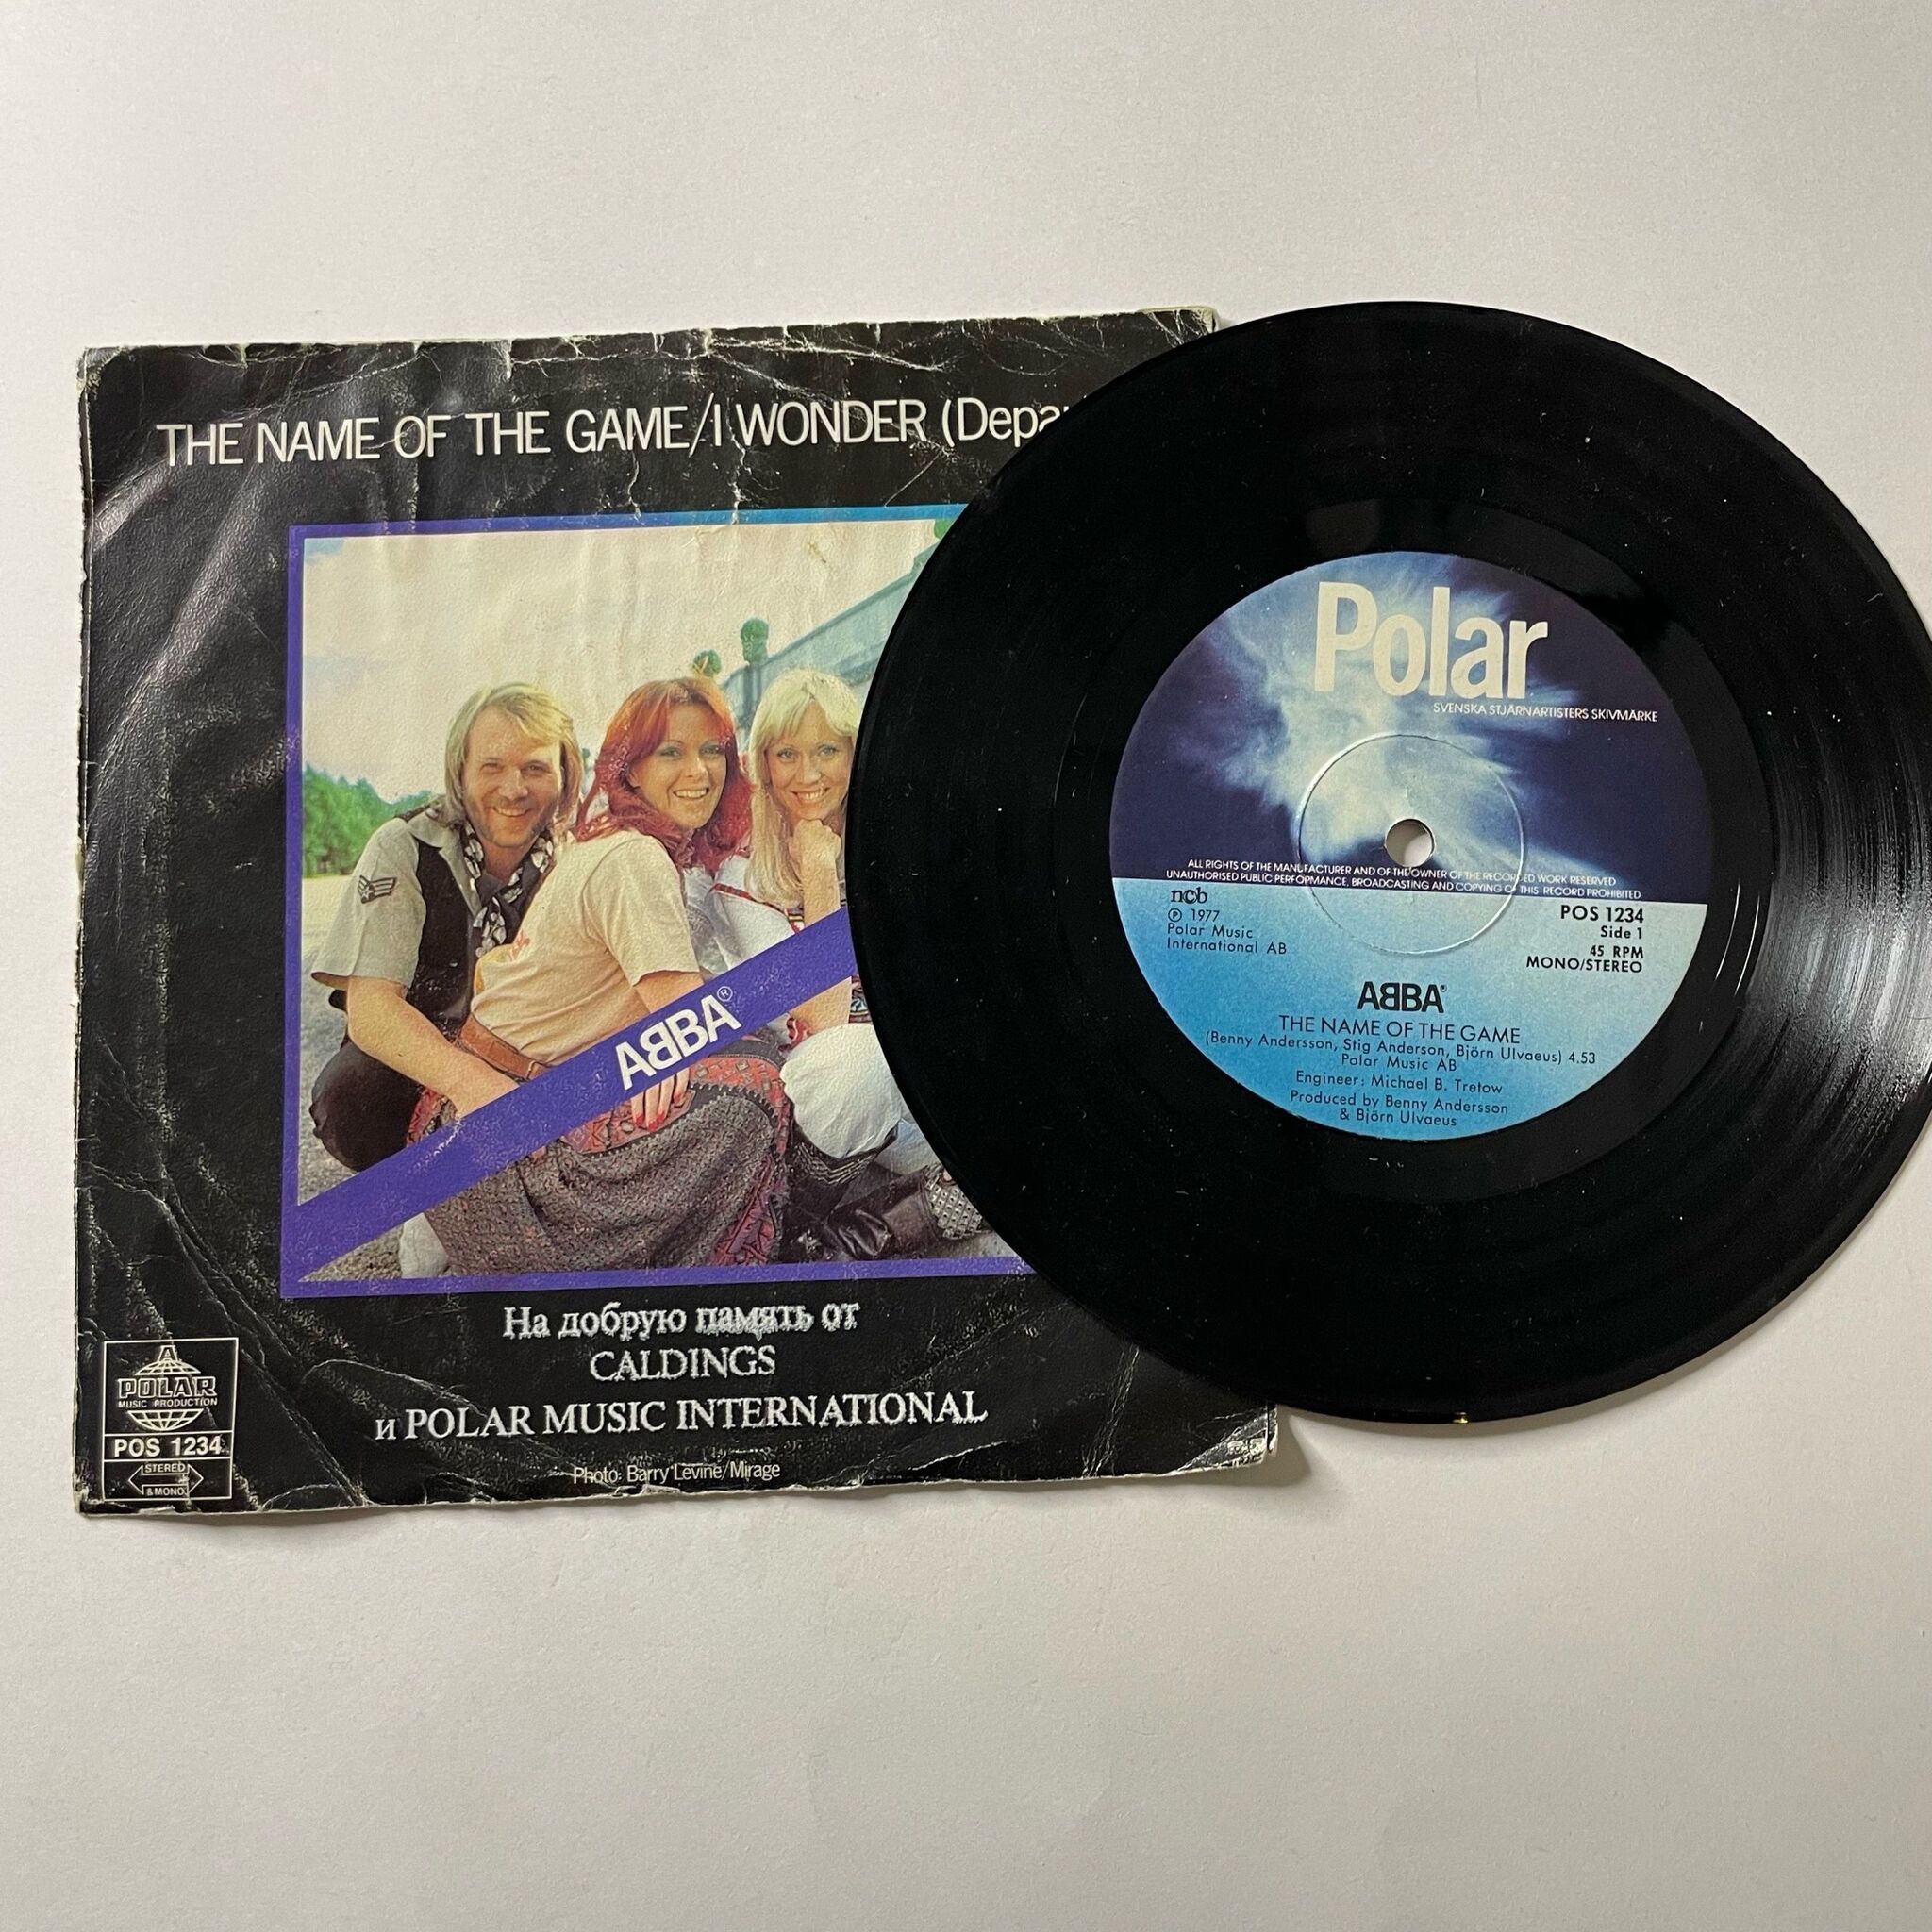 THE NAME OF THE GAME/I WONDER (Depa
ABBA®
На добрую память от
CALDINGS
и POLAR MUSIC INTERNATIONAL
Photo: Barry Levine/Mirage
A
POLAR
MUSIC PRODUCTION
POS 1234
STEREO
& MONO
Polar
SVENSKA STJÄRNARTISTERS SKIVMÄRKE
ALL RIGHTS OF THE MANUFACTURER AND OF THE OWNER OF THE RECORDED WORK RESERVED
UNAUTHORISED PUBLIC PERFORMANCE, BROADCASTING AND COPYING OF THIS RECORD PROHIBITED
ncb
℗ 1977
Polar Music
International AB
POS 1234
Side 1
45 RPM
MONO/STEREO
ABBA®
THE NAME OF THE GAME
(Benny Andersson, Stig Anderson, Björn Ulvaeus) 4.53
Polar Music AB
Engineer: Michael B. Tretow
Produced by Benny Andersson
& Björn Ulvaeus